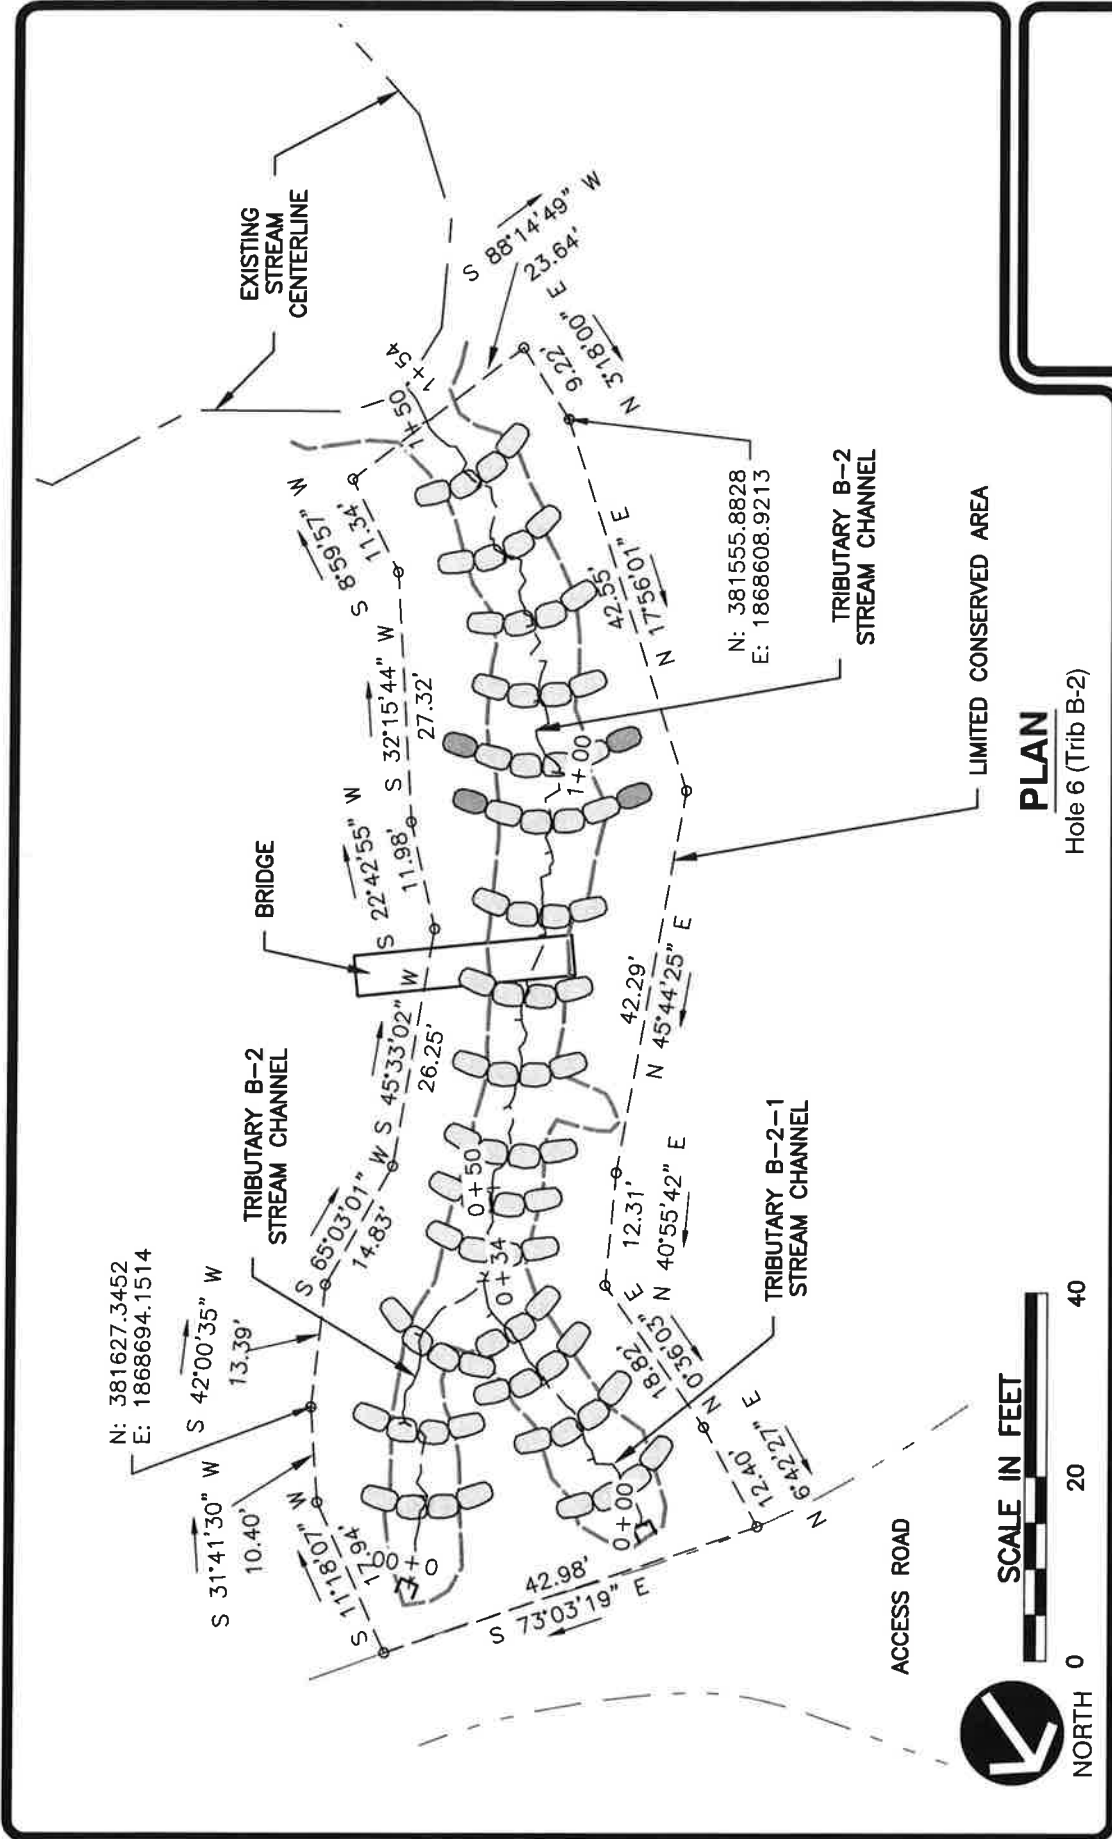 EXISTING
STREAM
CENTERLINE
BRIDGE
TRIBUTARY B-2
STREAM CHANNEL
N: 381627.3452
E: 1868694.1514
S 31°41'30" W
10.40'
S 42°00'35" W
13.39'
S 11°18'07" W
17.94'
S 65°03'01" W
14.83'
S 45°33'02" W
26.25'
S 22°42'55" W
11.98'
S 32°15'44" W
27.32'
S 8°59'57" W
11.34'
S 88°14'49" W
23.64'
9.22'
N 3°18'00" E
42.55'
N 17°56'01" E
N: 381555.8828
E: 1868608.9213
42.29'
N 45°44'25" E
12.31'
N 40°55'42" E
18.82'
N 0°36'03" E
12.40'
N 6°42'27" E
42.98'
S 73°03'19" E
0+00
0+00
0+34
0+50
1+00
1+50
1+54
TRIBUTARY B-2
STREAM CHANNEL
TRIBUTARY B-2-1
STREAM CHANNEL
LIMITED CONSERVED AREA
ACCESS ROAD
PLAN
Hole 6 (Trib B-2)
SCALE IN FEET
0 20 40
NORTH